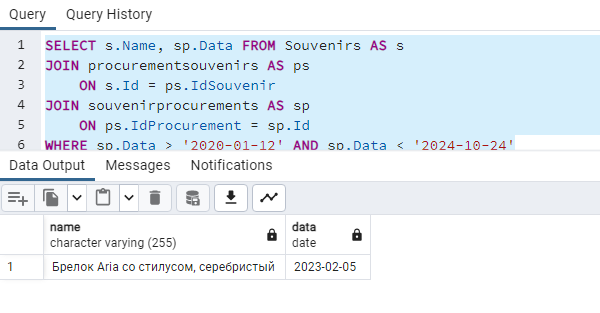 Query Query History
1 SELECT s.Name, sp.Data FROM Souvenirs AS s
2 JOIN procurementsouvenirs AS ps
3 ON s.Id = ps.IdSouvenir
4 JOIN souvenirprocurements AS sp
5 ON ps.IdProcurement = sp.Id
6 WHERE sp.Data > '2020-01-12' AND sp.Data < '2024-10-24'
Data Output Messages Notifications
name data
character varying (255) date
1 Брелок Aria со стилусом, серебристый 2023-02-05